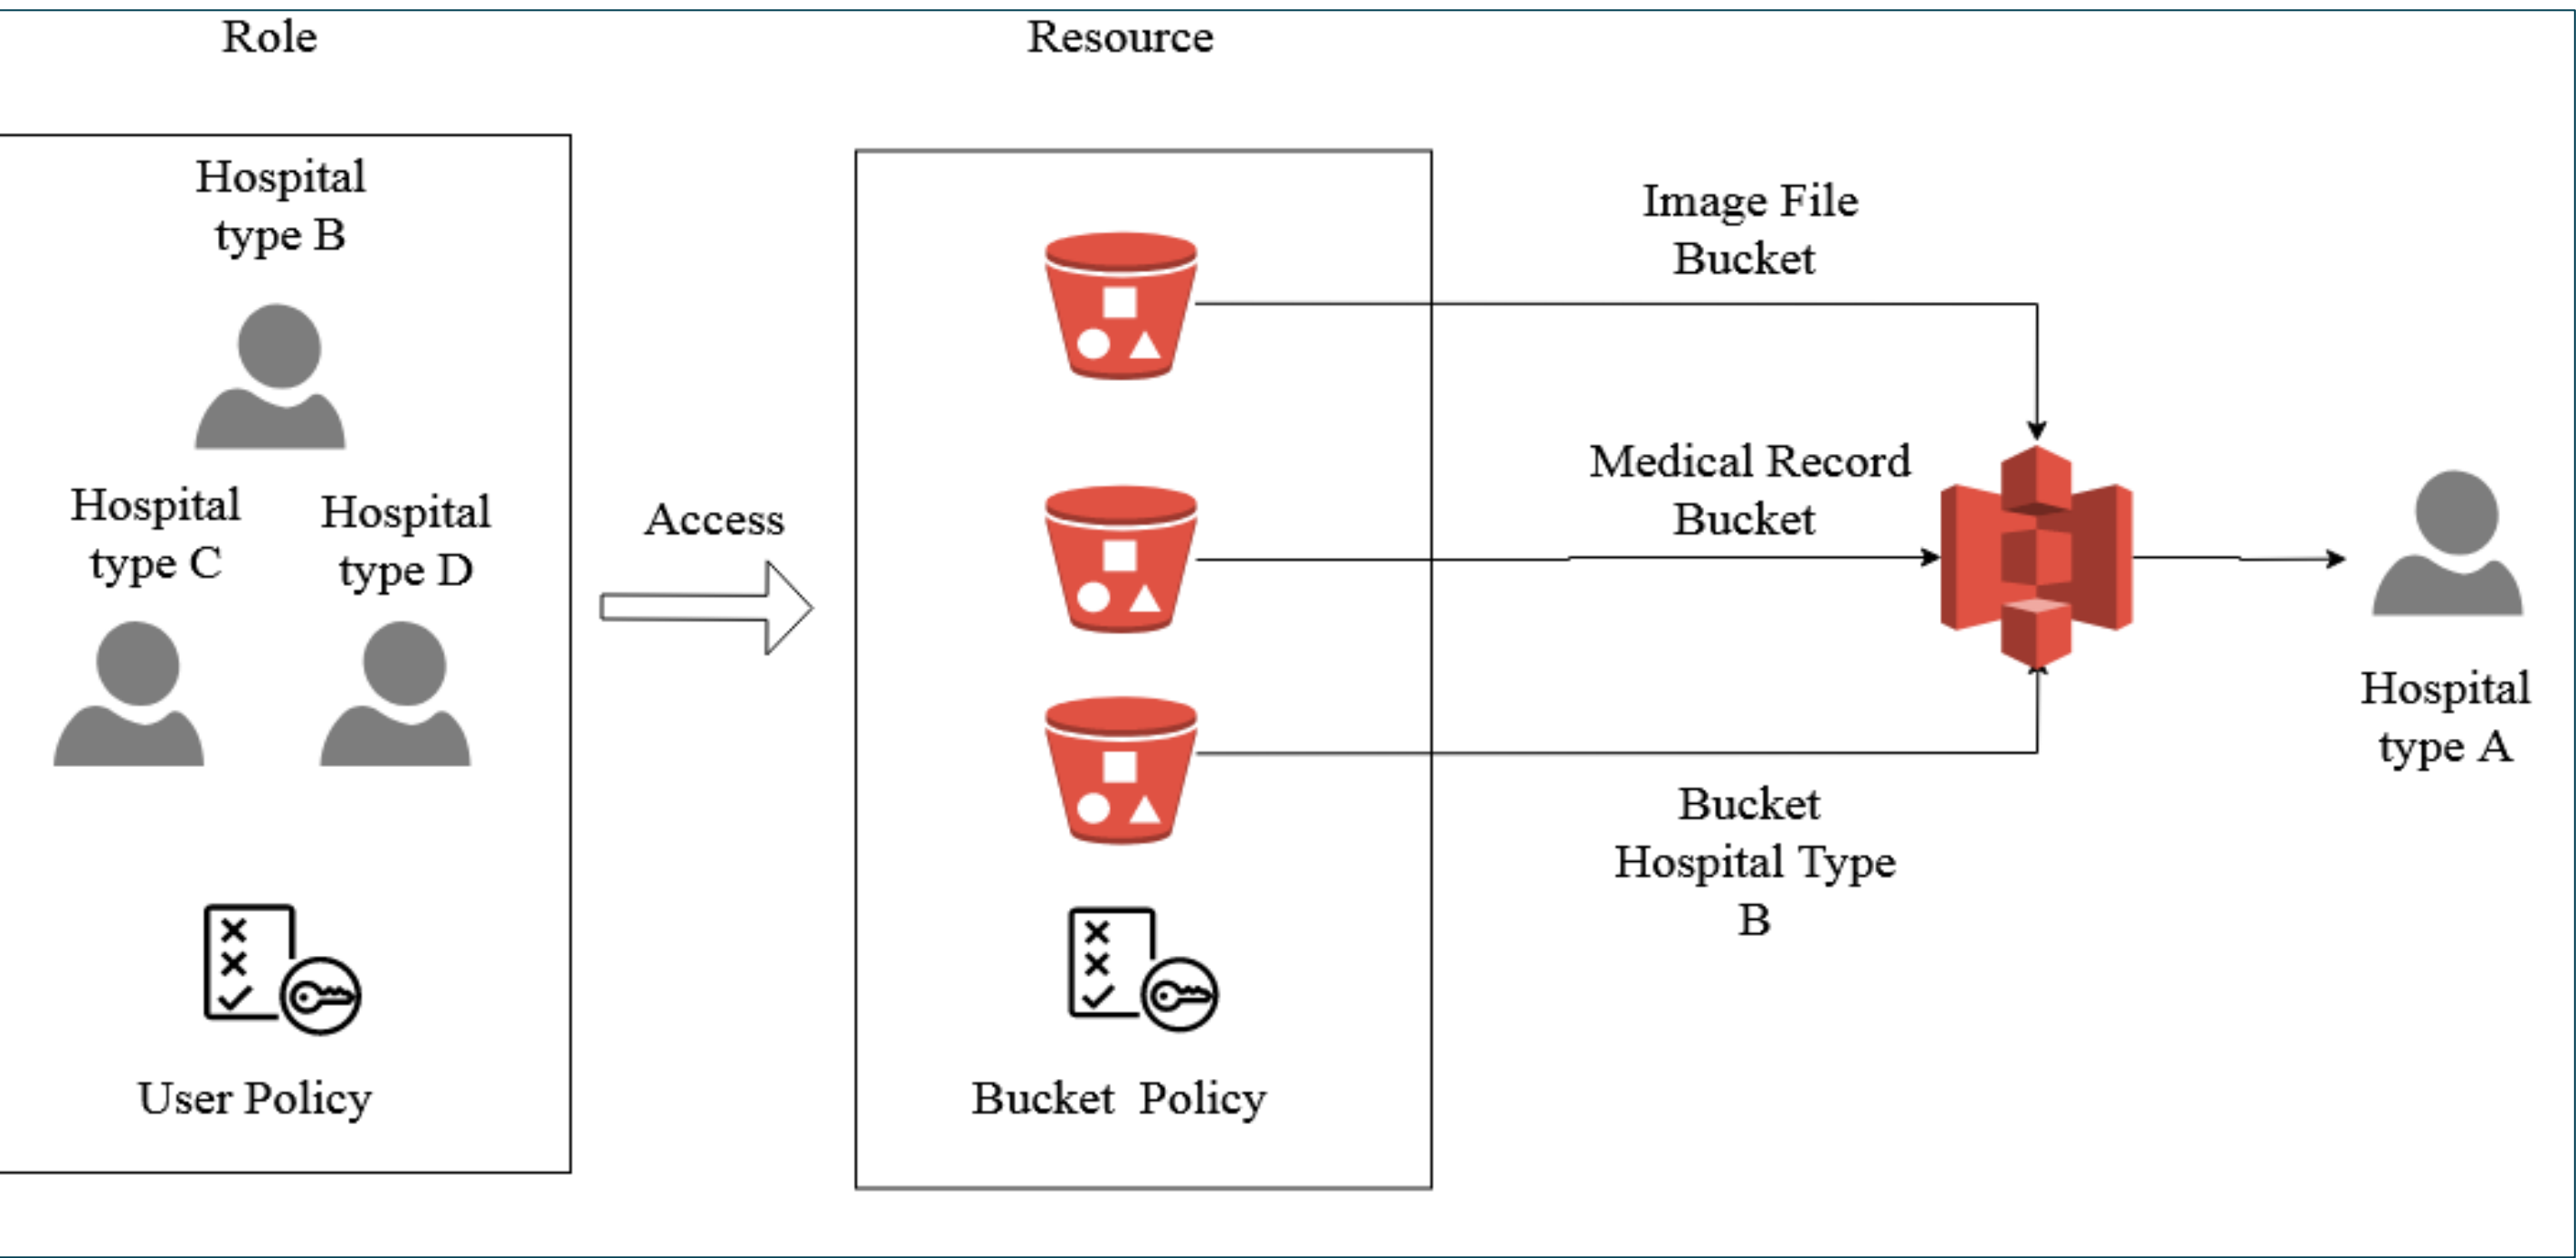 Role
Resource
Hospital
type B
Hospital
type C
Hospital
type D
User Policy
Access
Bucket  Policy
Image File
Bucket
Medical Record
Bucket
Bucket
Hospital Type
B
Hospital
type A